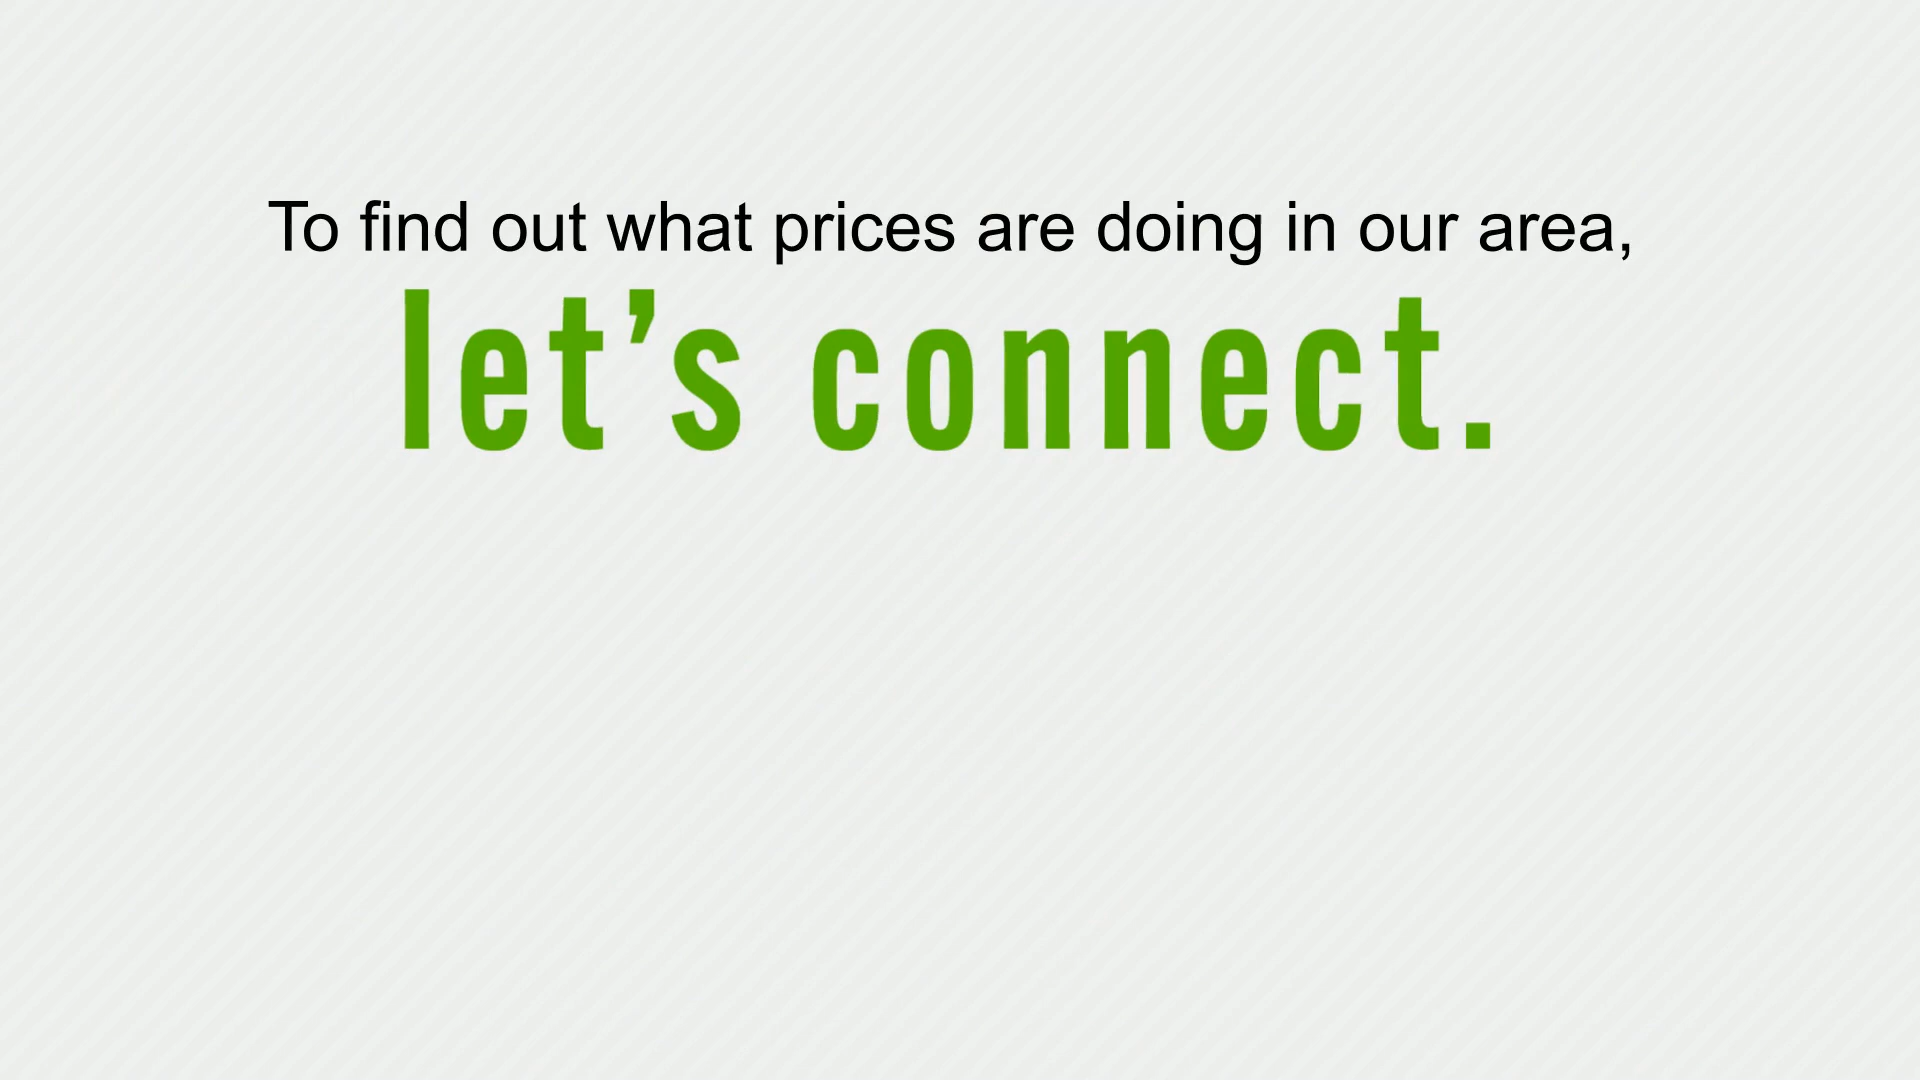 To find out what prices are doing in our area,
let’s connect.